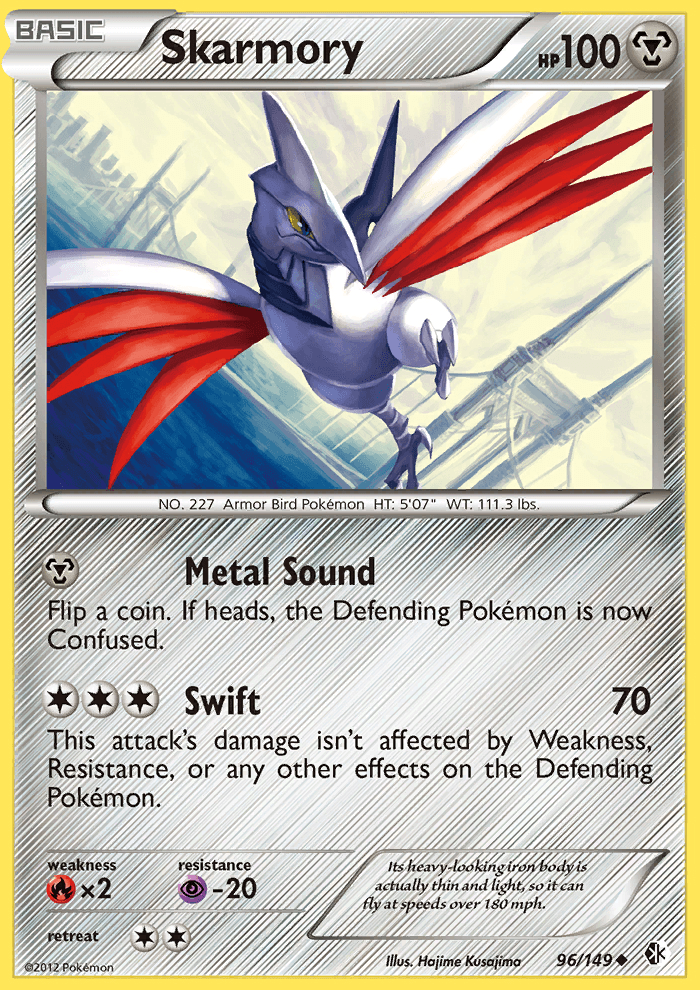 BASIC
Skarmory
HP100
NO. 227 Armor Bird Pokémon HT: 5'07" WT: 111.3 lbs.
Metal Sound
Flip a coin. If heads, the Defending Pokémon is now
Confused.
Swift 70
This attack's damage isn't affected by Weakness,
Resistance, or any other effects on the Defending
Pokémon.
weakness
×2
resistance
-20
Its heavy-looking iron body is
actually thin and light, so it can
fly at speeds over 180 mph.
retreat
©2012 Pokémon
Illus. Hajime Kusajima
96/149